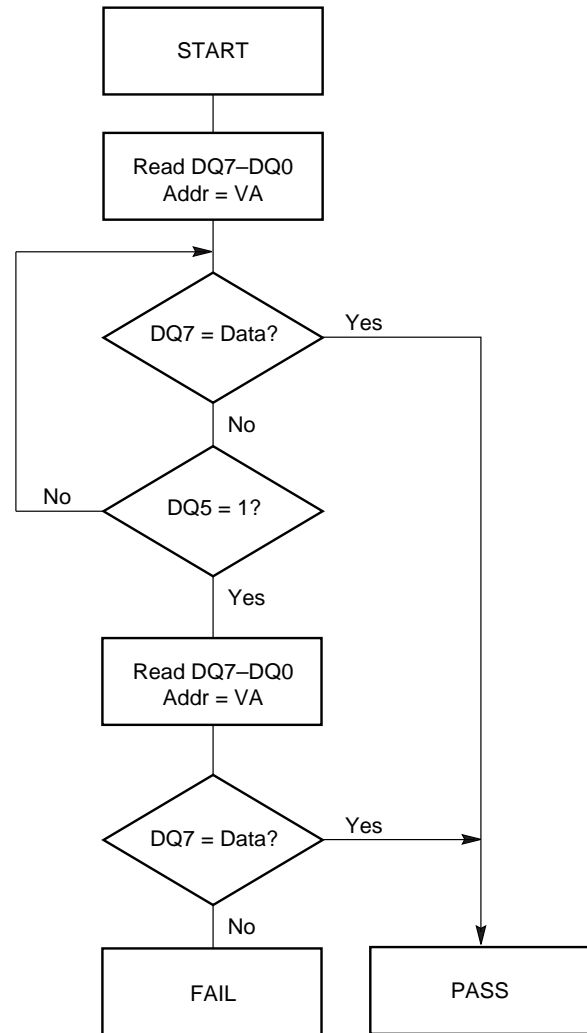 START
Read DQ7–DQ0
Addr = VA
DQ7 = Data?
Yes
No
No
DQ5 = 1?
Yes
Read DQ7–DQ0
Addr = VA
DQ7 = Data?
Yes
No
FAIL
PASS